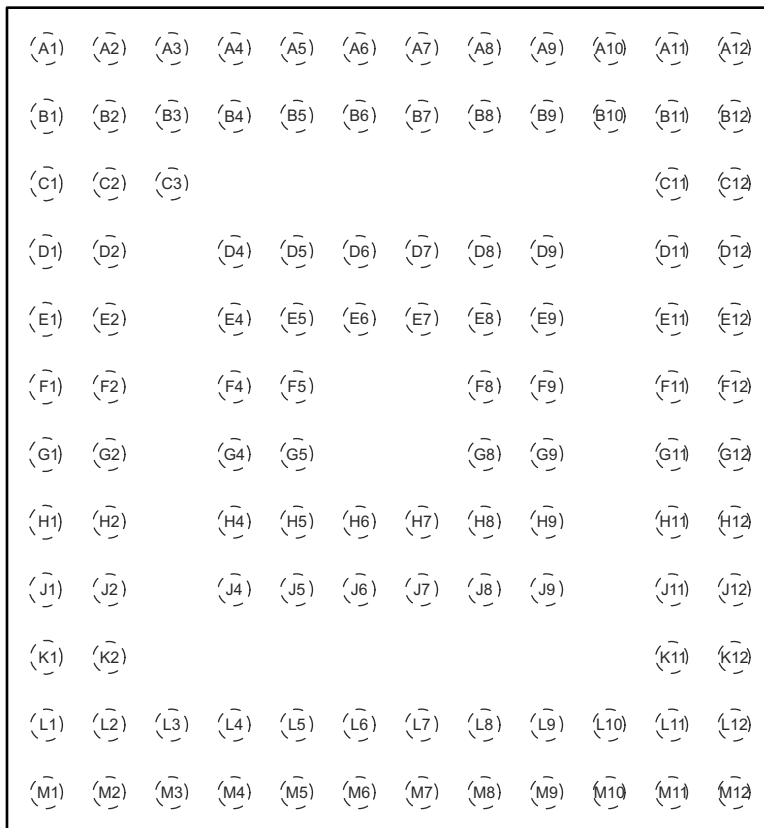 A1 A2 A3 A4 A5 A6 A7 A8 A9 A10 A11 A12
B1 B2 B3 B4 B5 B6 B7 B8 B9 B10 B11 B12
C1 C2 C3 C11 C12
D1 D2 D4 D5 D6 D7 D8 D9 D11 D12
E1 E2 E4 E5 E6 E7 E8 E9 E11 E12
F1 F2 F4 F5 F8 F9 F11 F12
G1 G2 G4 G5 G8 G9 G11 G12
H1 H2 H4 H5 H6 H7 H8 H9 H11 H12
J1 J2 J4 J5 J6 J7 J8 J9 J11 J12
K1 K2 K11 K12
L1 L2 L3 L4 L5 L6 L7 L8 L9 L10 L11 L12
M1 M2 M3 M4 M5 M6 M7 M8 M9 M10 M11 M12